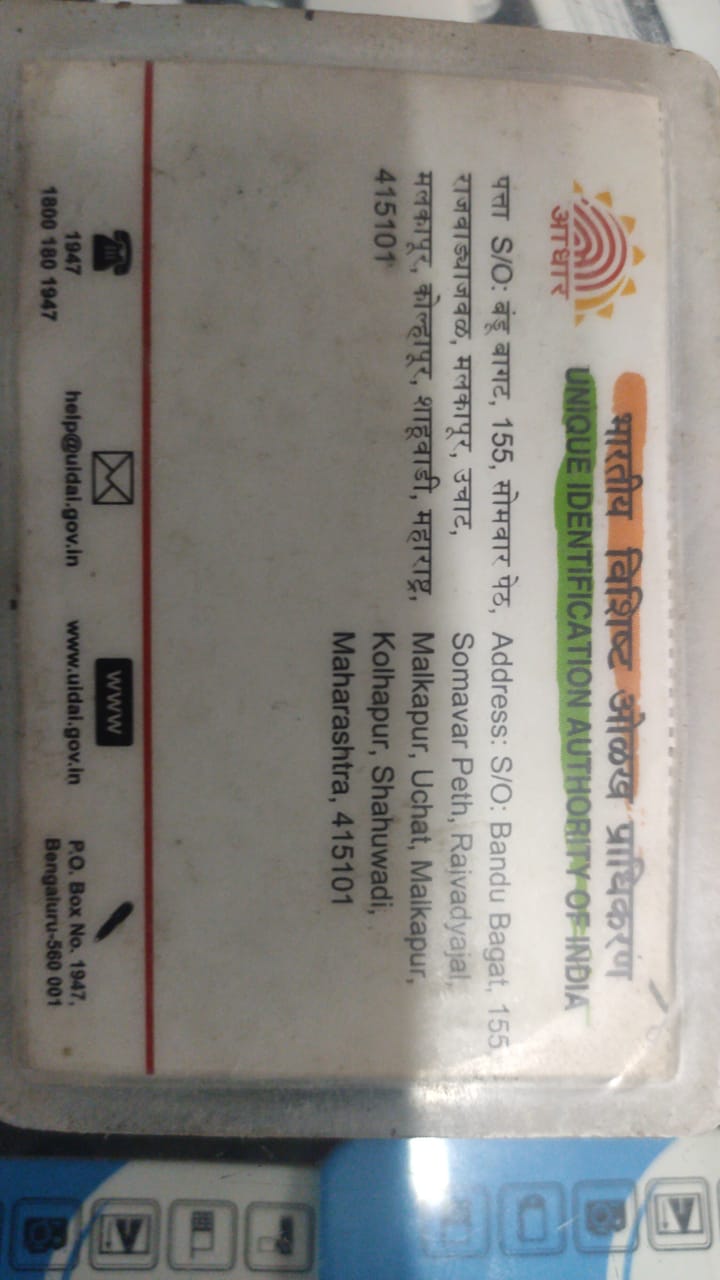 आधार
भारतीय विशिष्ट ओळख प्राधिकरण
UNIQUE IDENTIFICATION AUTHORITY OF INDIA
पत्ता S/O: बंडू बागट, 155, सोमवार पेठ,
राजवाड्याजवळ, मलकापूर, उचाट,
मलकापूर, कोल्हापूर, शाहूवाडी, महाराष्ट्र,
415101
Address: S/O: Bandu Bagat, 155
Somavar Peth, Rajvadyajal,
Malkapur, Uchat, Malkapur,
Kolhapur, Shahuwadi,
Maharashtra, 415101
1947
1800 180 1947
help@uidai.gov.in
www
www.uidai.gov.in
P.O. Box No. 1947,
Bengaluru-560 001